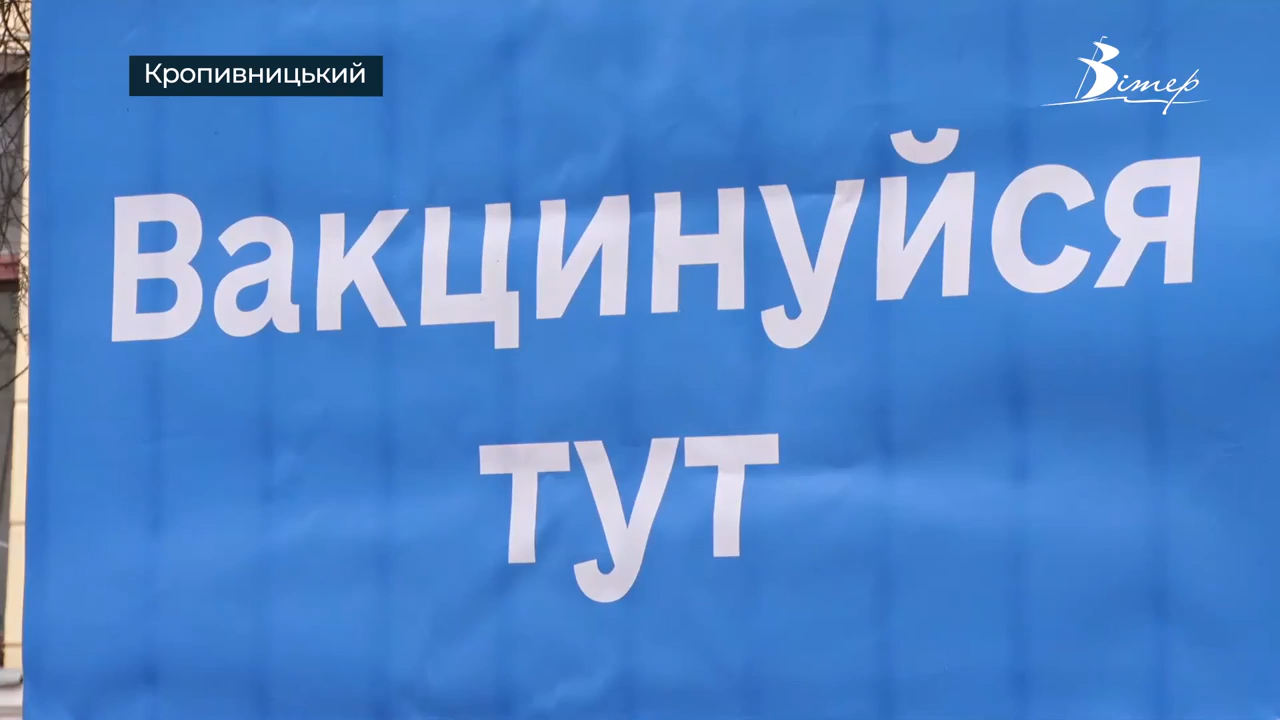 Кропивницький
Вітер
Вакцинуйся
тут